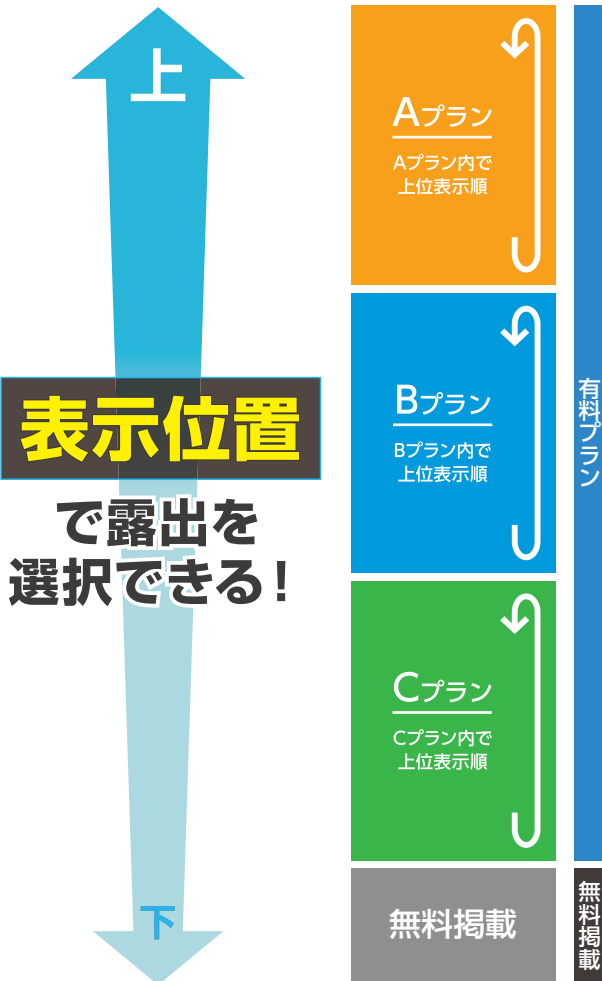 上
表示位置
で露出を
選択できる!
下
Aプラン
Aプラン内で
上位表示順
Bプラン
Bプラン内で
上位表示順
Cプラン
Cプラン内で
上位表示順
無料掲載
有料プラン
無料掲載